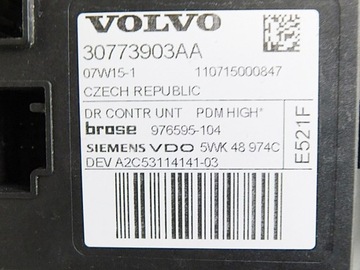 VOLVO
30773903AA
07W15-1 110715000847
CZECH REPUBLIC
DR CONTR UNT PDM HIGH*
brose 976595-104
SIEMENS VDO 5WK 48 974C
DEV A2C53114141-03
E521F